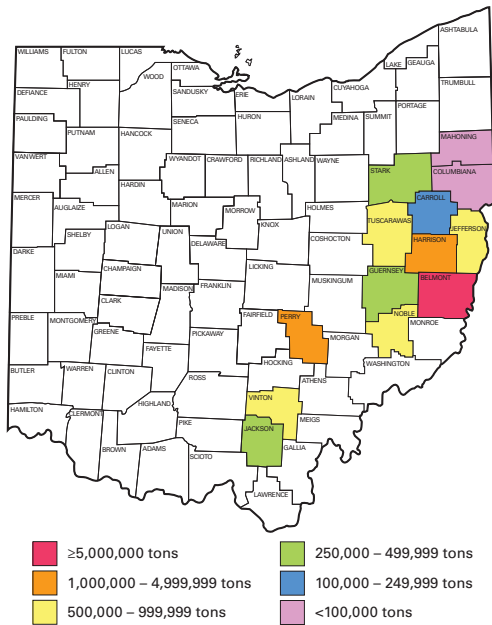 ASHTABULA
WILLIAMS FULTON LUCAS
LAKE GEAUGA
OTTAWA
WOOD
CUYAHOGA
TRUMBULL
HENRY
SANDUSKY ERIE LORAIN
DEFIANCE
PORTAGE
PAULDING
SENECA HURON MEDINA SUMMIT
MAHONING
PUTNAM HANCOCK
VAN WERT
WYANDOT CRAWFORD RICHLAND ASHLAND WAYNE
STARK COLUMBIANA
ALLEN
HARDIN
CARROLL
MERCER
AUGLAIZE
MARION
MORROW
HOLMES
TUSCARAWAS
JEFFERSON
LOGAN
KNOX
SHELBY
UNION
DELAWARE
COSHOCTON
HARRISON
DARKE
CHAMPAIGN
LICKING
GUERNSEY
MIAMI
MUSKINGUM
BELMONT
MADISON FRANKLIN
CLARK
NOBLE
PREBLE MONTGOMERY
FAIRFIELD PERRY
MONROE
GREENE
PICKAWAY
MORGAN
FAYETTE
HOCKING
WASHINGTON
BUTLER WARREN CLINTON
ROSS
ATHENS
VINTON
HIGHLAND
HAMILTON
CLERMONT
PIKE
MEIGS
JACKSON
BROWN ADAMS
SCIOTO
GALLIA
LAWRENCE
≥5,000,000 tons
1,000,000 – 4,999,999 tons
500,000 – 999,999 tons
250,000 – 499,999 tons
100,000 – 249,999 tons
<100,000 tons